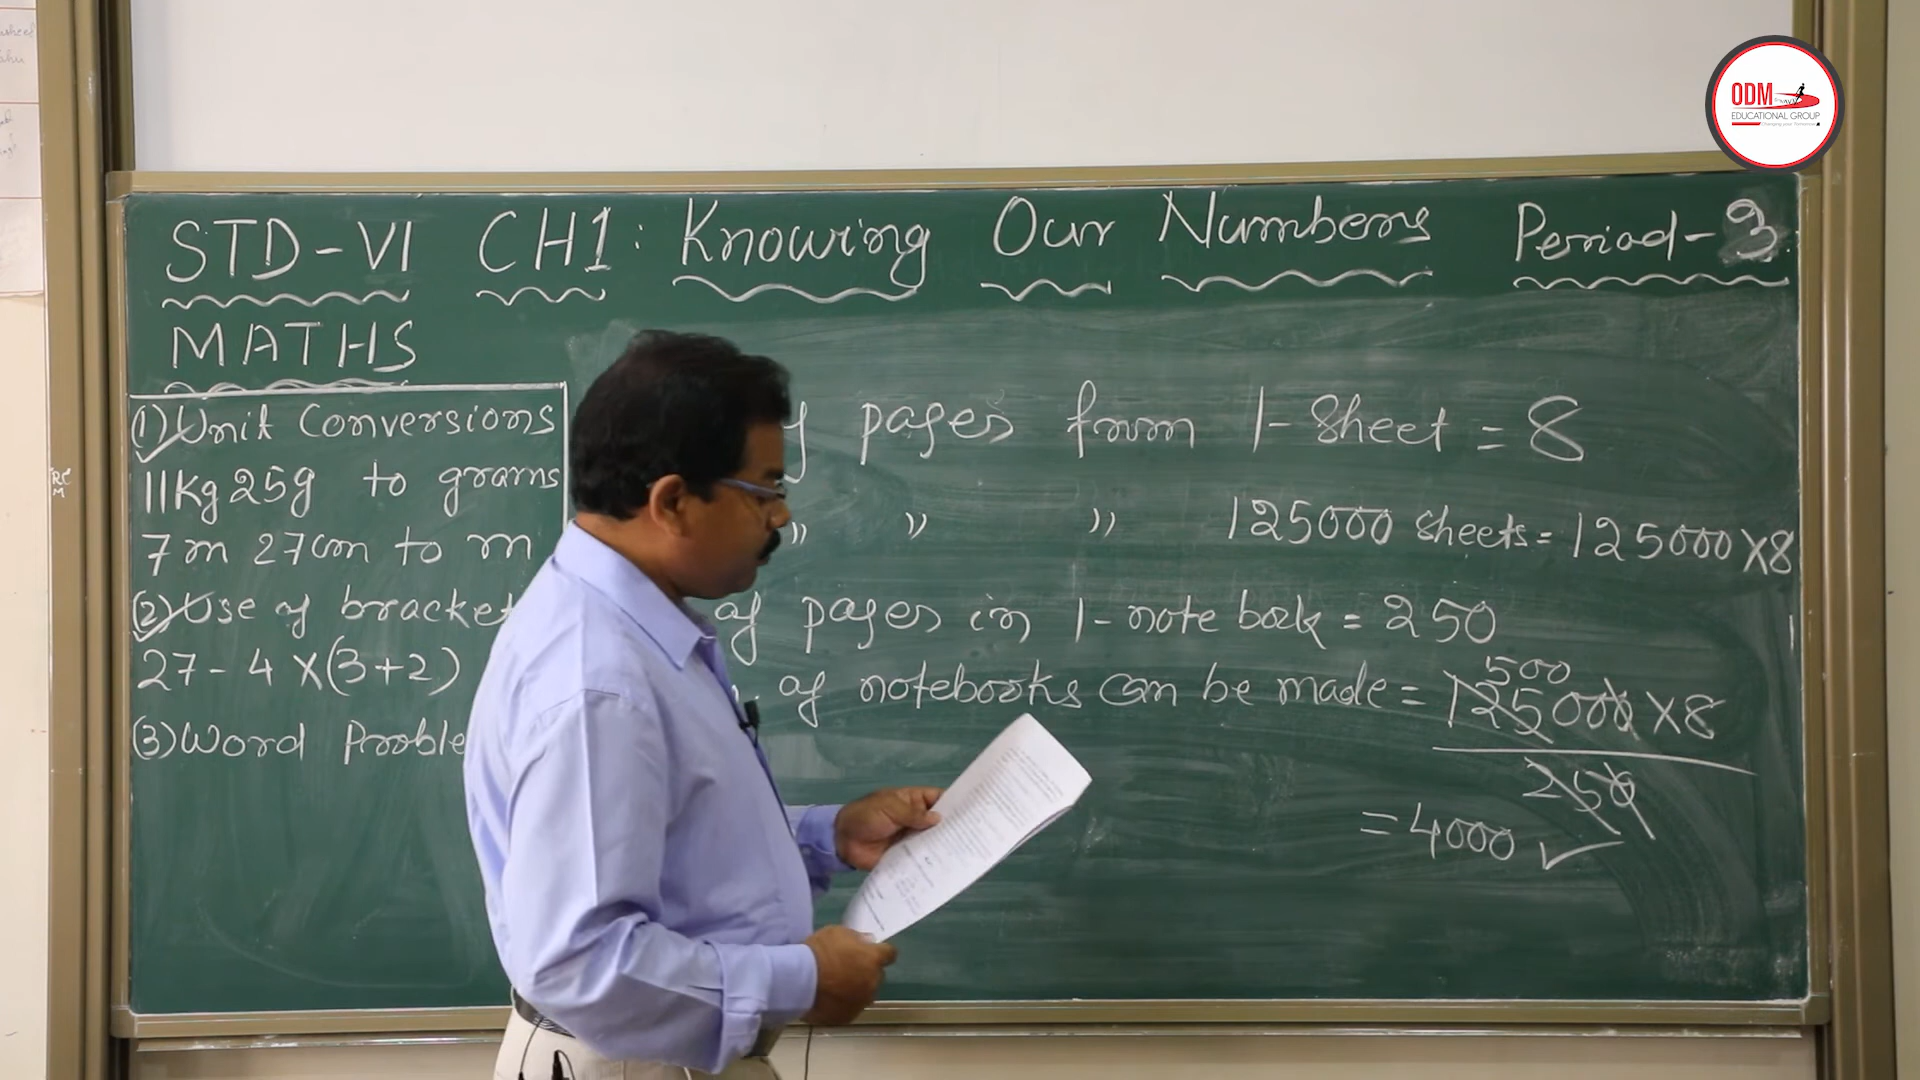 STD-VI CH1: Knowing Our Numbers Period-3
MATHS
(1) Unit Conversions
11kg 25g to grams
7m 27cm to m
(2) Use of bracket
27-4×(3+2)
(3) Word Proble
pages from 1-Sheet = 8
" " " 125000 sheets = 125000×8
of pages in 1-note book = 250
of notebooks can be made = 125000×8
500
250
= 4000 ✓
ODM
EDUCATIONAL GROUP